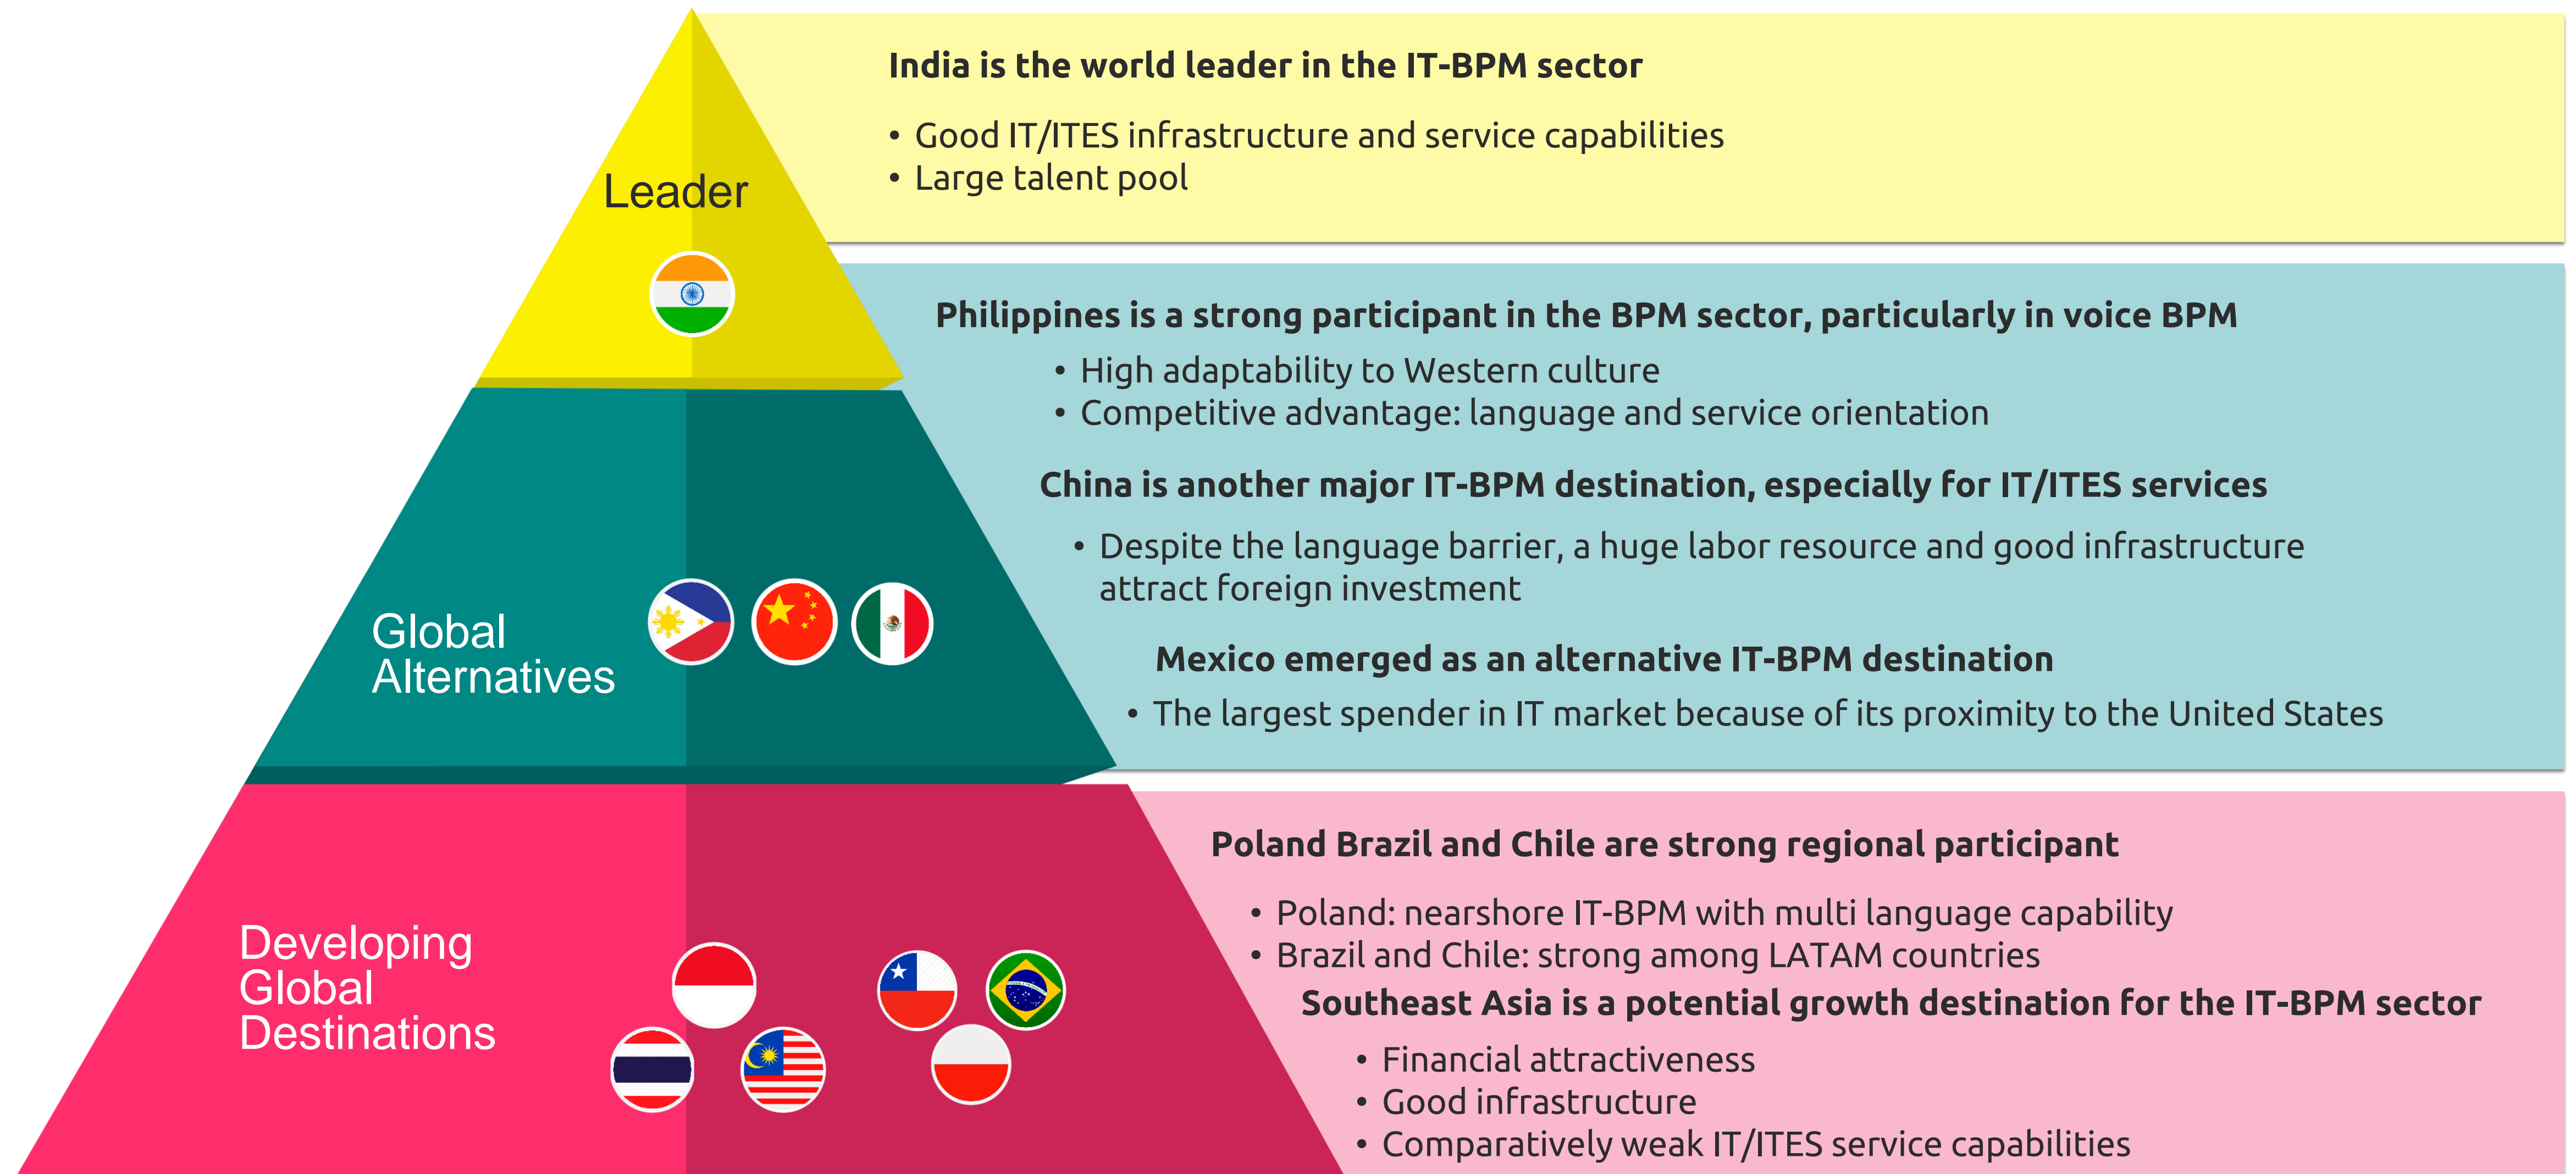 Leader
India is the world leader in the IT-BPM sector
• Good IT/ITES infrastructure and service capabilities
• Large talent pool
Global
Alternatives
Philippines is a strong participant in the BPM sector, particularly in voice BPM
• High adaptability to Western culture
• Competitive advantage: language and service orientation
China is another major IT-BPM destination, especially for IT/ITES services
• Despite the language barrier, a huge labor resource and good infrastructure
attract foreign investment
Mexico emerged as an alternative IT-BPM destination
• The largest spender in IT market because of its proximity to the United States
Developing
Global
Destinations
Poland Brazil and Chile are strong regional participant
• Poland: nearshore IT-BPM with multi language capability
• Brazil and Chile: strong among LATAM countries
Southeast Asia is a potential growth destination for the IT-BPM sector
• Financial attractiveness
• Good infrastructure
• Comparatively weak IT/ITES service capabilities